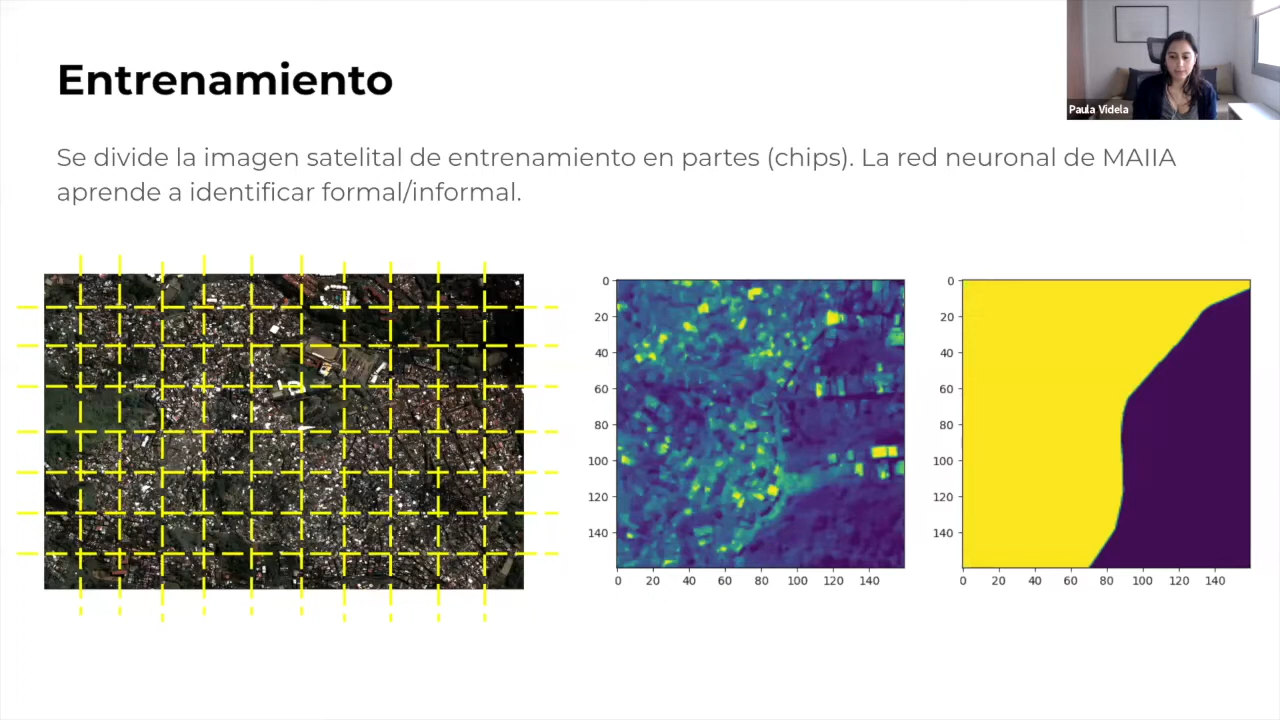 Entrenamiento
Paula Videla
Se divide la imagen satelital de entrenamiento en partes (chips). La red neuronal de MAIIA
aprende a identificar formal/informal.
0
20
40
60
80
100
120
140
0 20 40 60 80 100 120 140
0
20
40
60
80
100
120
140
0 20 40 60 80 100 120 140